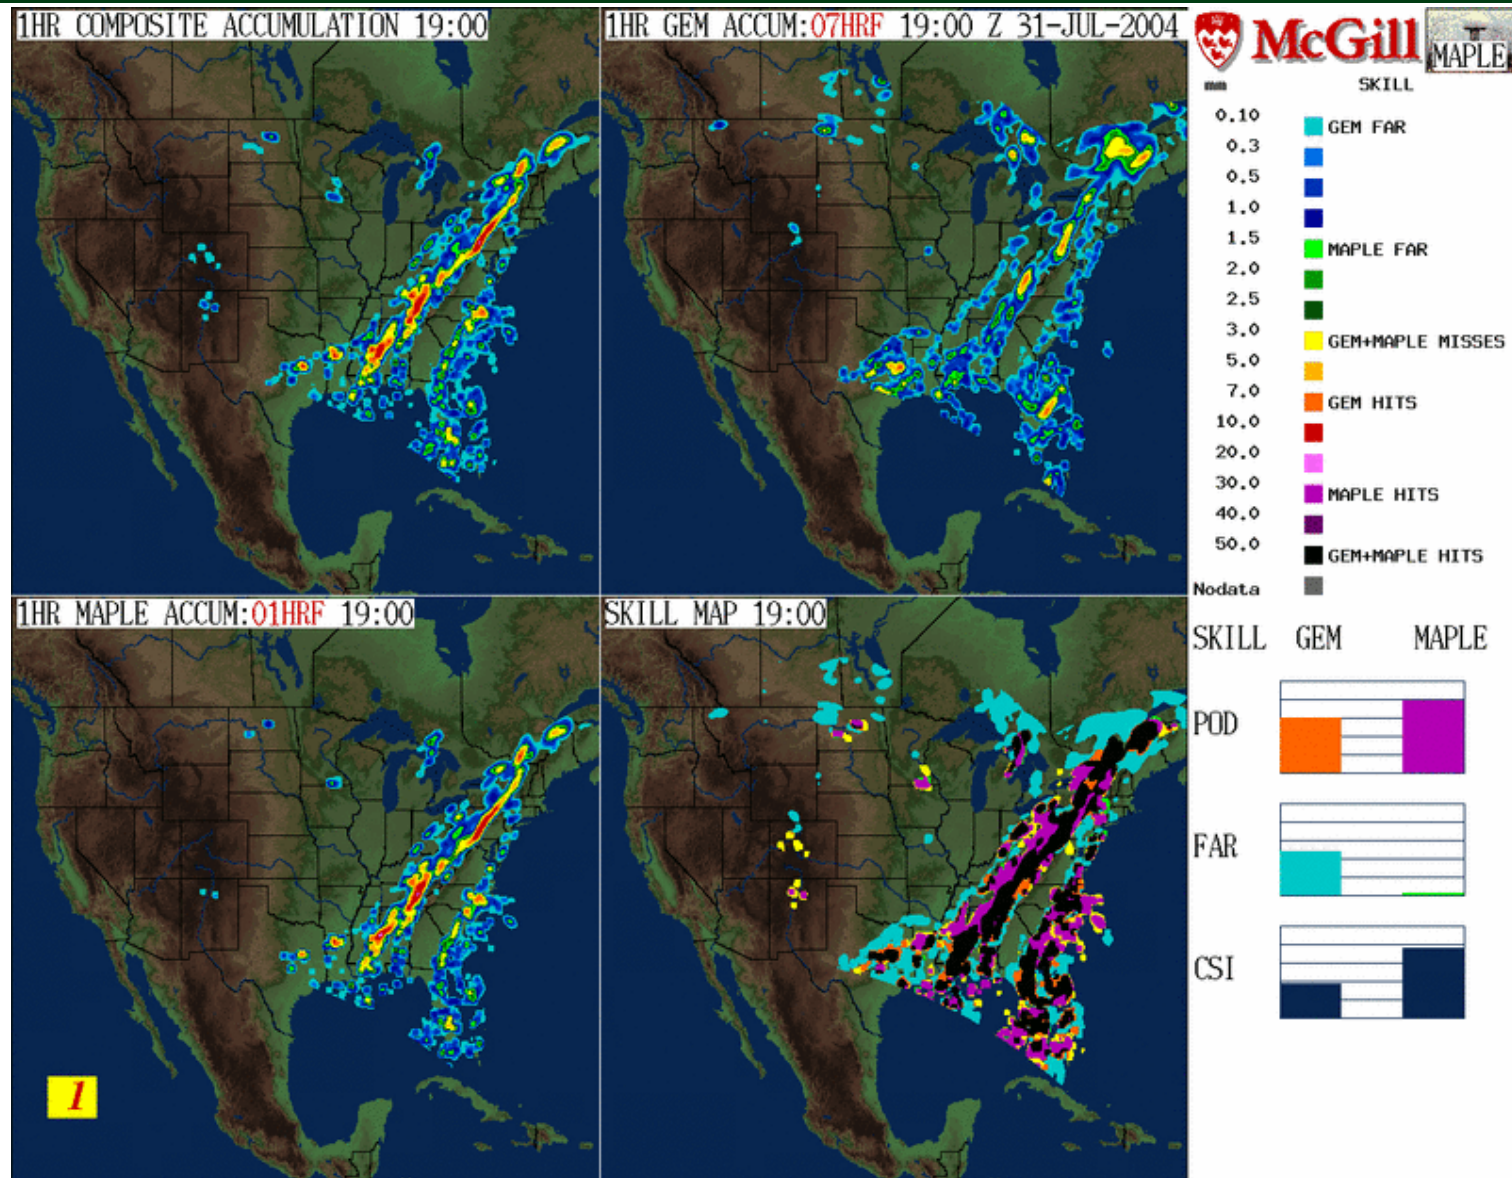 1HR COMPOSITE ACCUMULATION 19:00
1HR GEM ACCUM:07HRF 19:00 Z 31-JUL-2004
McGill
MAPLE
mm SKILL
0.10
GEM FAR
0.3
0.5
1.0
1.5
MAPLE FAR
2.0
2.5
3.0
GEM+MAPLE MISSES
5.0
7.0
GEM HITS
10.0
20.0
30.0
MAPLE HITS
40.0
50.0
GEM+MAPLE HITS
Nodata
1HR MAPLE ACCUM:01HRF 19:00
SKILL MAP 19:00
SKILL GEM MAPLE
POD
FAR
CSI
1